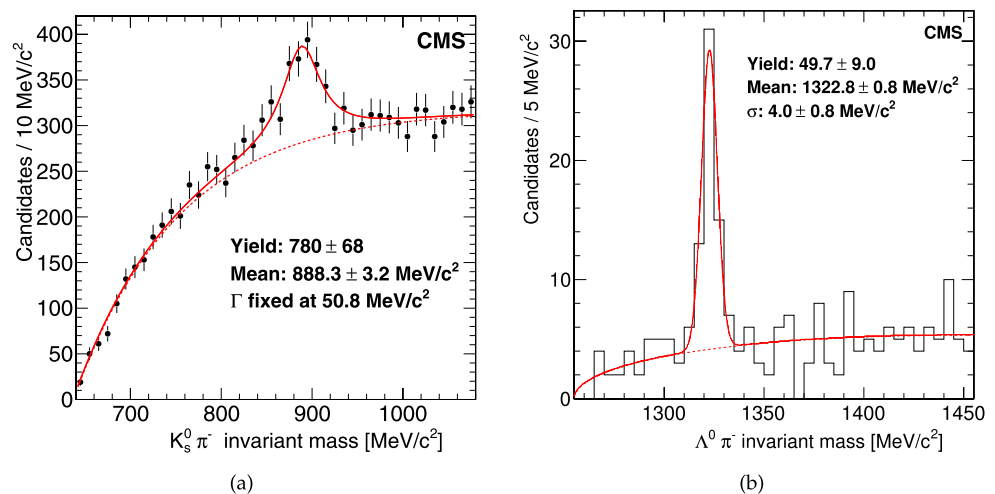 CMS
Candidates / 10 MeV/c²
400
350
300
250
200
150
100
50
0
Yield: 780 ± 68
Mean: 888.3 ± 3.2 MeV/c²
Γ fixed at 50.8 MeV/c²
700 800 900 1000
K⁰ₛ π⁻ invariant mass [MeV/c²]
(a)
CMS
Candidates / 5 MeV/c²
30
20
10
0
Yield: 49.7 ± 9.0
Mean: 1322.8 ± 0.8 MeV/c²
σ: 4.0 ± 0.8 MeV/c²
1300 1350 1400 1450
Λ⁰ π⁻ invariant mass [MeV/c²]
(b)